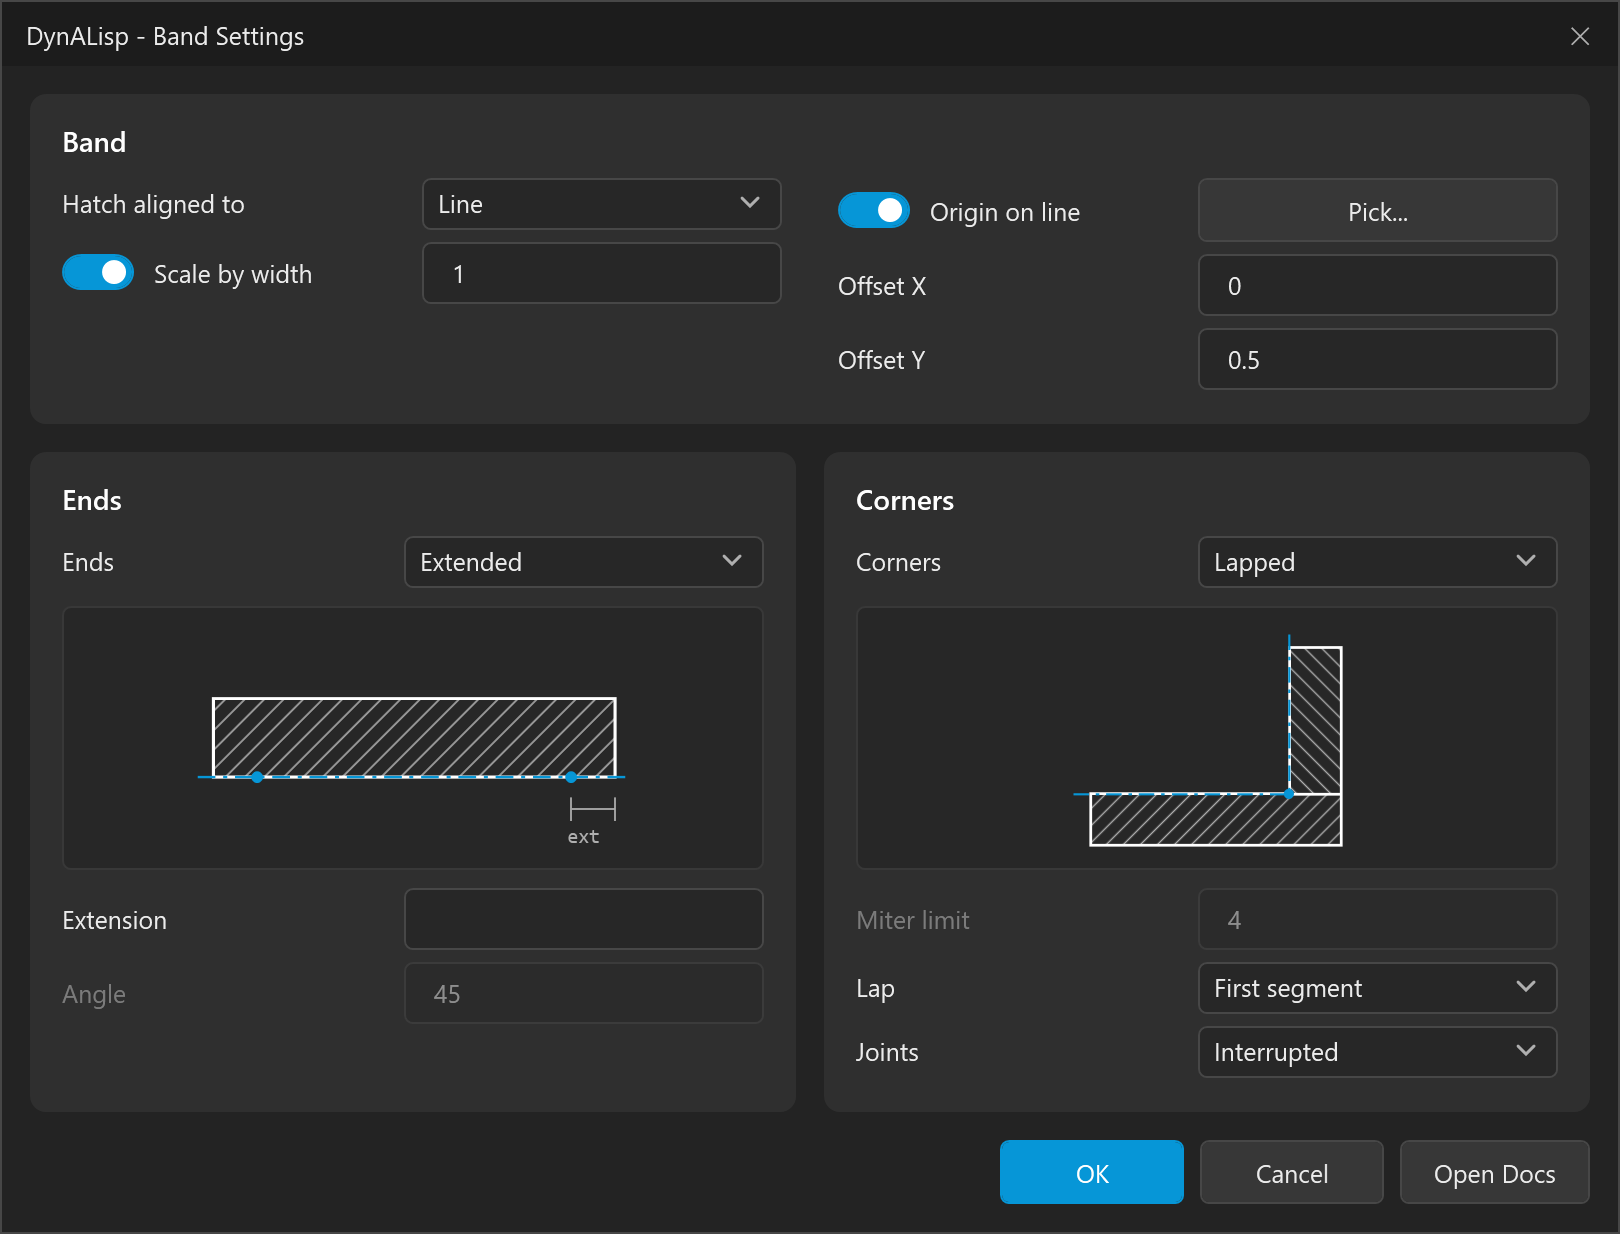 DynALisp - Band Settings
Band
Hatch aligned to
Line
Scale by width
1
Origin on line
Pick...
Offset X
0
Offset Y
0.5
Ends
Ends
Extended
ext
Extension
Angle
45
Corners
Corners
Lapped
Miter limit
4
Lap
First segment
Joints
Interrupted
OK
Cancel
Open Docs